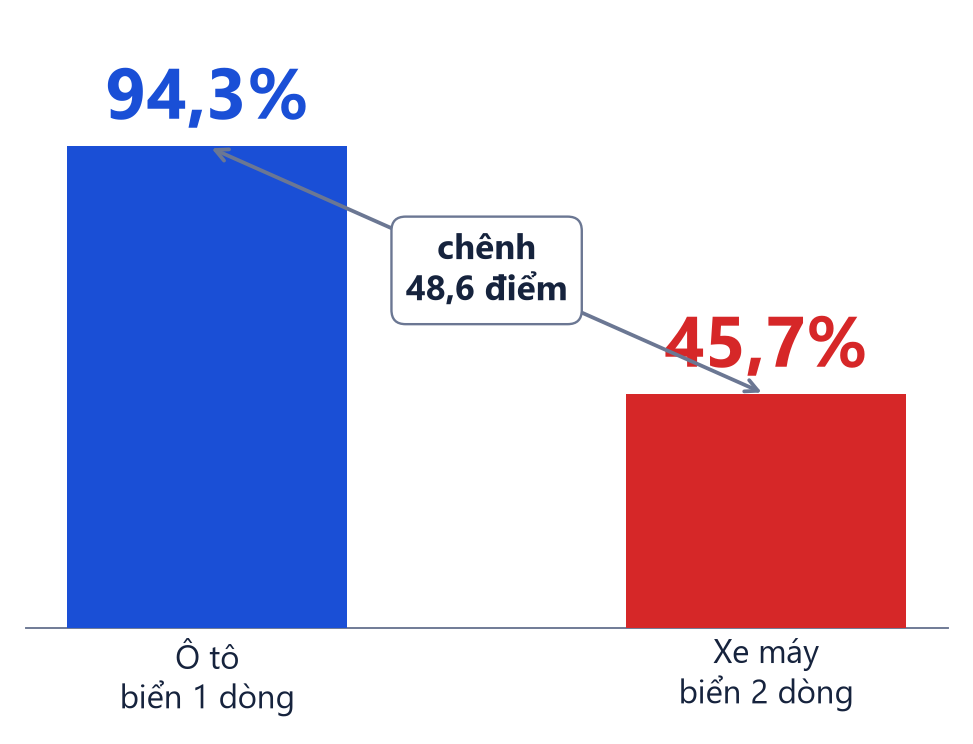 94,3%
chênh
48,6 điểm
45,7%
Ô tô
biển 1 dòng
Xe máy
biển 2 dòng